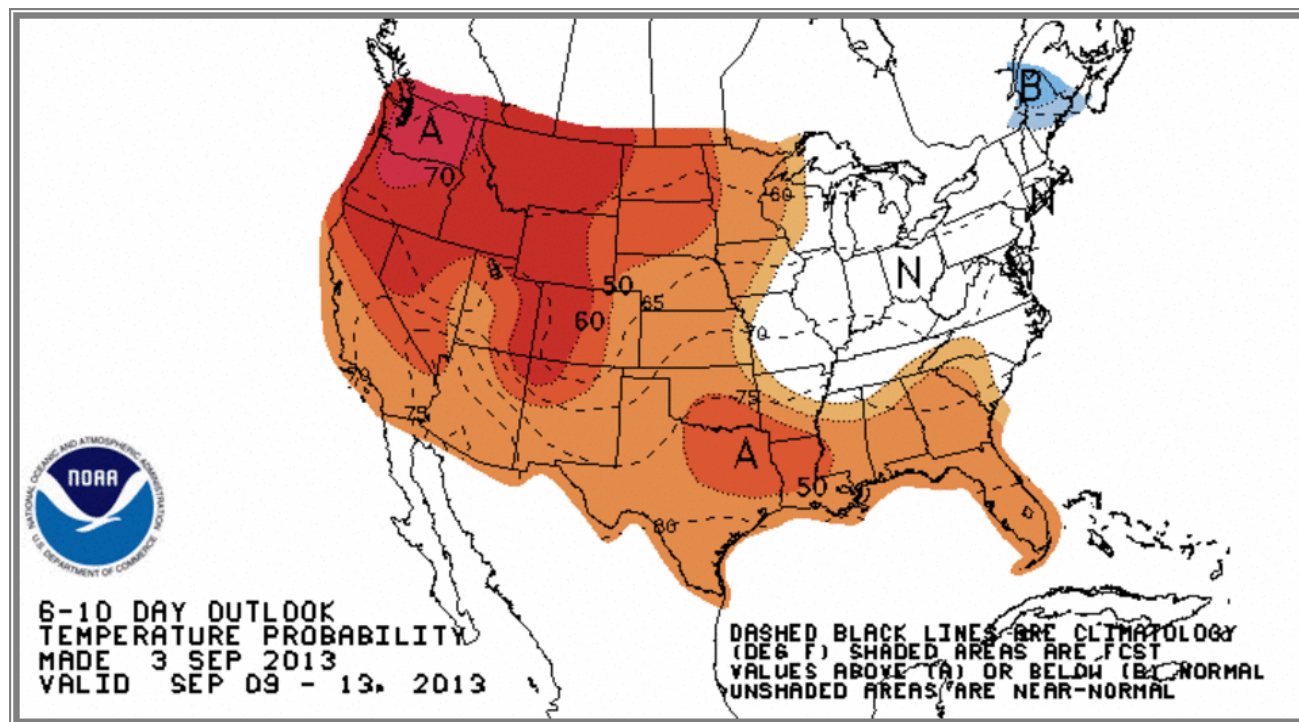 B
A
70
60
N
N
50
65
60
70
70
75
75
A
50
80
NOAA
NATIONAL OCEANIC AND ATMOSPHERIC ADMINISTRATION
U.S. DEPARTMENT OF COMMERCE
6-10 DAY OUTLOOK
TEMPERATURE PROBABILITY
MADE 3 SEP 2013
VALID SEP 09 - 13, 2013
DASHED BLACK LINES ARE CLIMATOLOGY
(DEG F) SHADED AREAS ARE FCST
VALUES ABOVE (A) OR BELOW (B) NORMAL
UNSHADED AREAS ARE NEAR-NORMAL